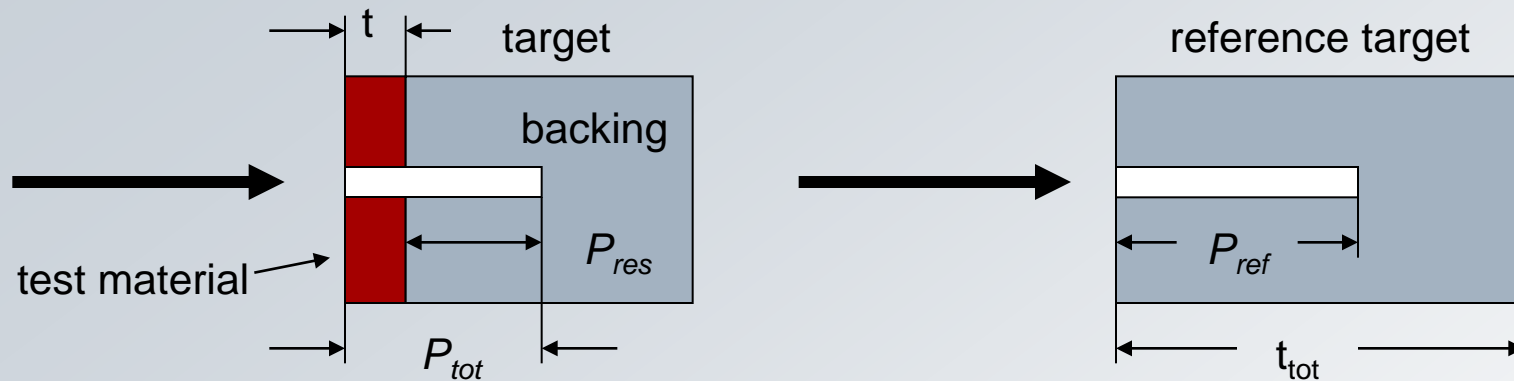 t
target
backing
P_res
test material
P_tot
reference target
P_ref
t_tot